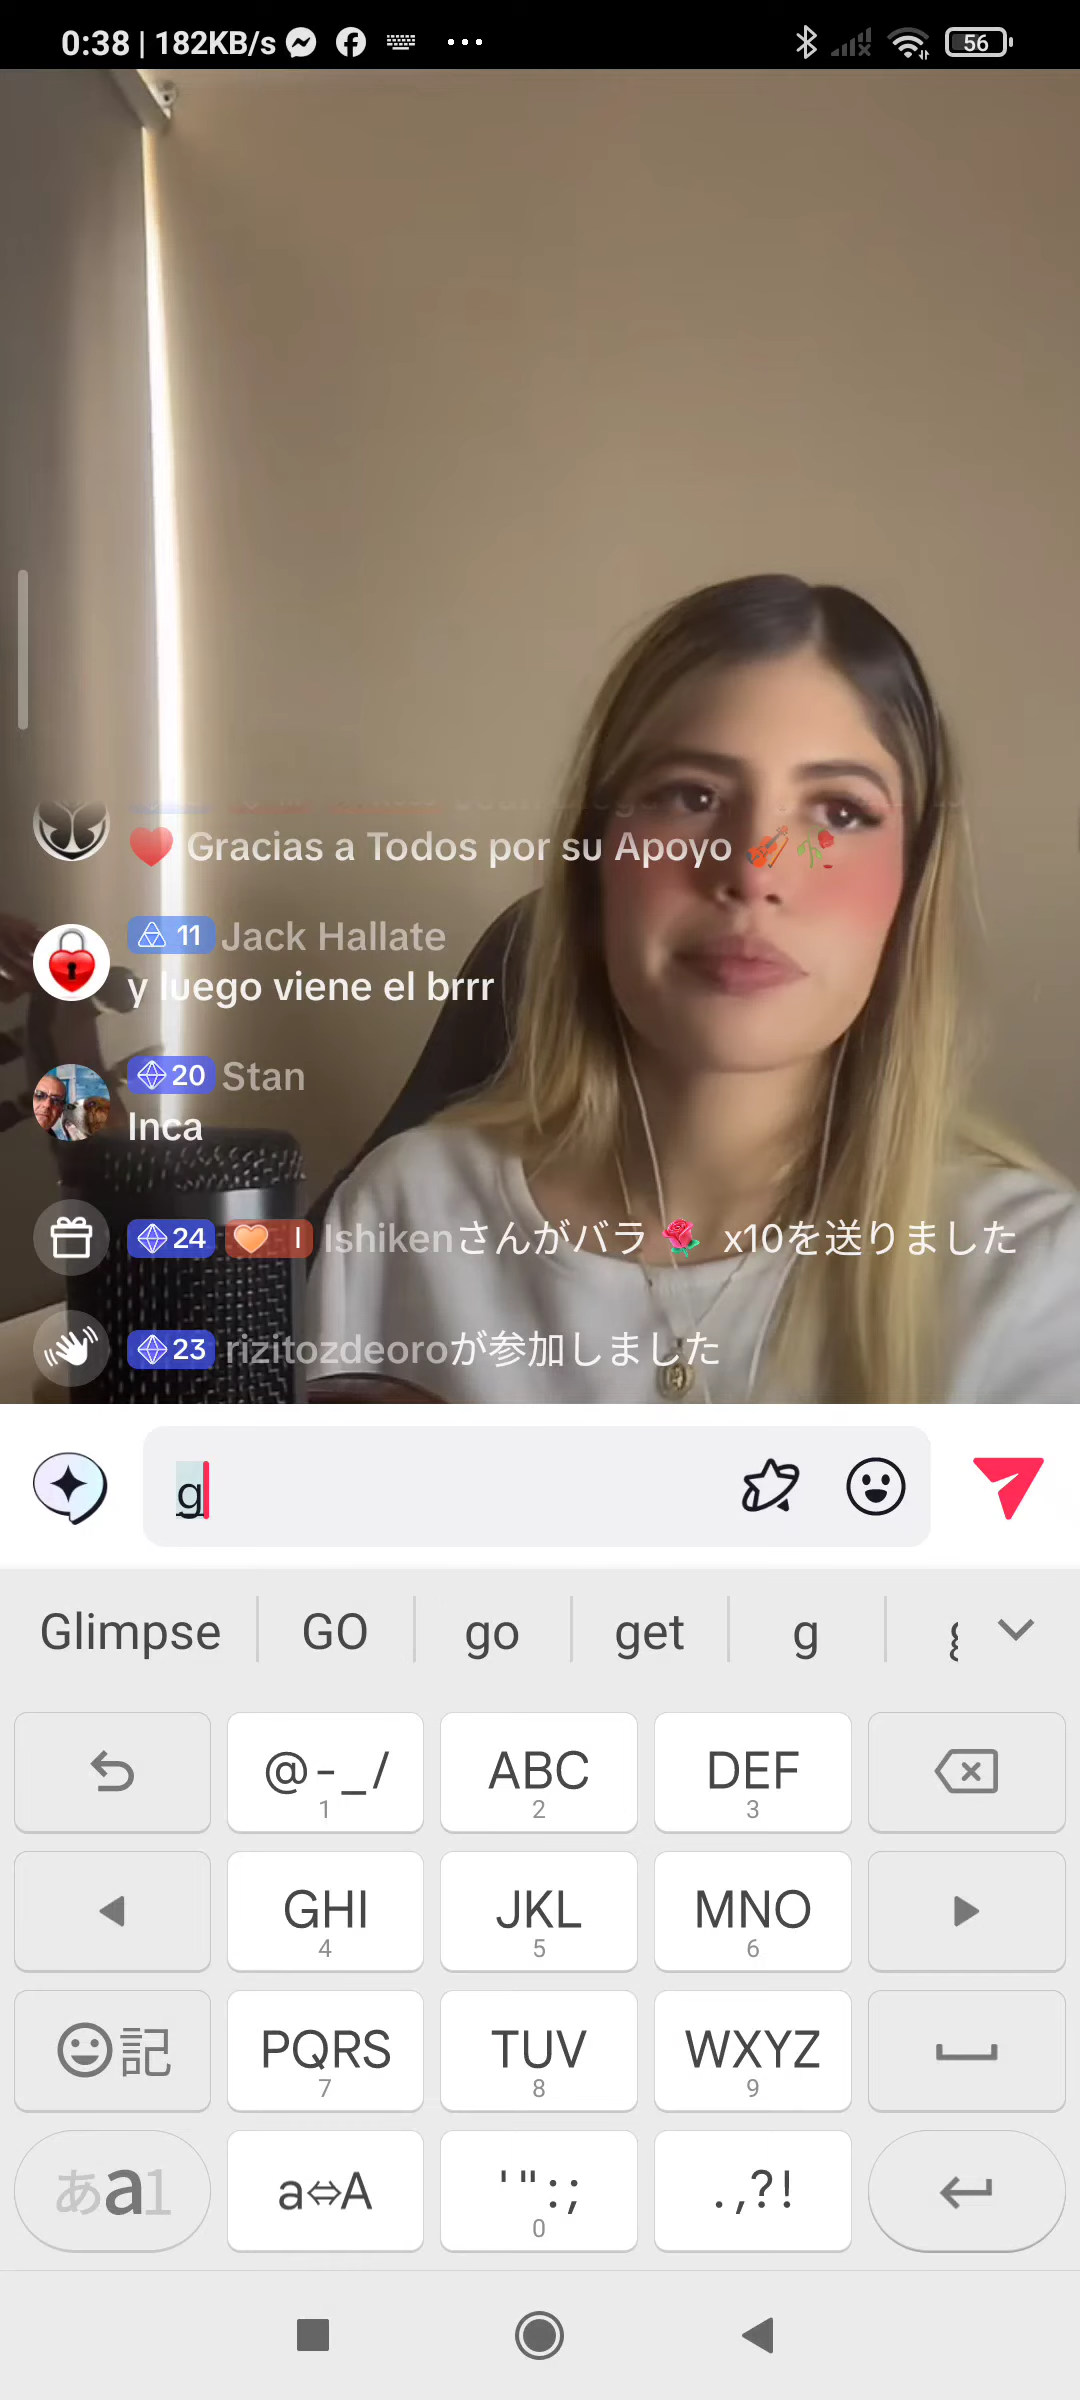 0:38 | 182KB/s 56
Gracias a Todos por su Apoyo
11 Jack Hallate
y luego viene el brrr
20 Stan
Inca
24 I Ishikenさんがバラ x10を送りました
23 rizitozdeoroが参加しました
g
Glimpse GO go get g
@-_/ ABC DEF
1 2 3
GHI JKL MNO
4 5 6
記 PQRS TUV WXYZ
7 8 9
あa1 a⇔A '":; .,?!
0